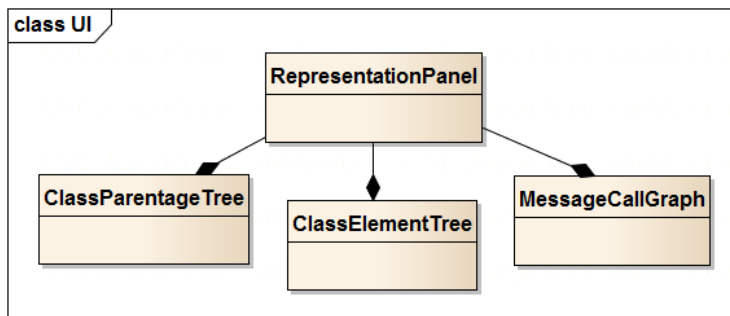 class UI
RepresentationPanel
ClassParentageTree
ClassElementTree
MessageCallGraph